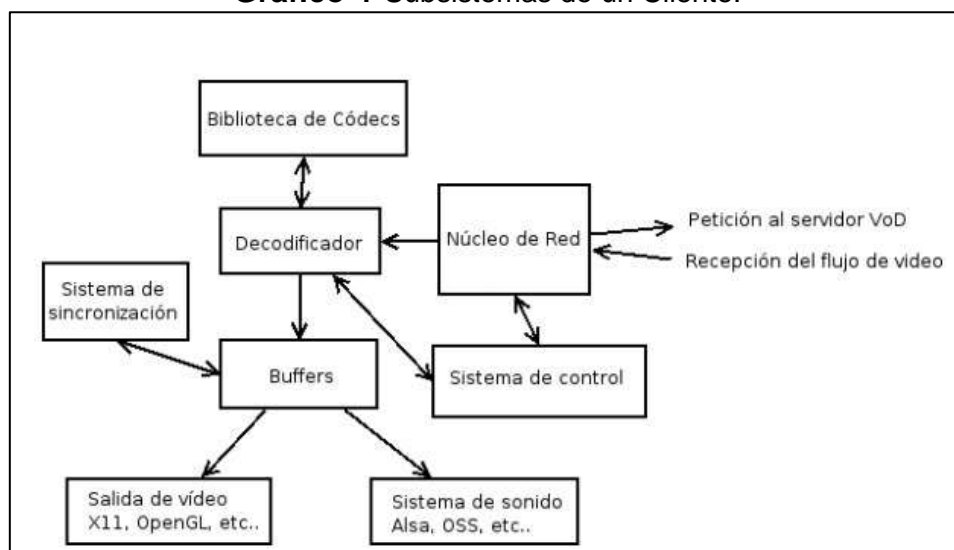 Gráfico 4 Subsistemas de un Cliente.
Biblioteca de Códecs
Decodificador
Núcleo de Red
Petición al servidor VoD
Recepción del flujo de video
Sistema de
sincronización
Buffers
Sistema de control
Salida de vídeo
X11, OpenGL, etc..
Sistema de sonido
Alsa, OSS, etc..